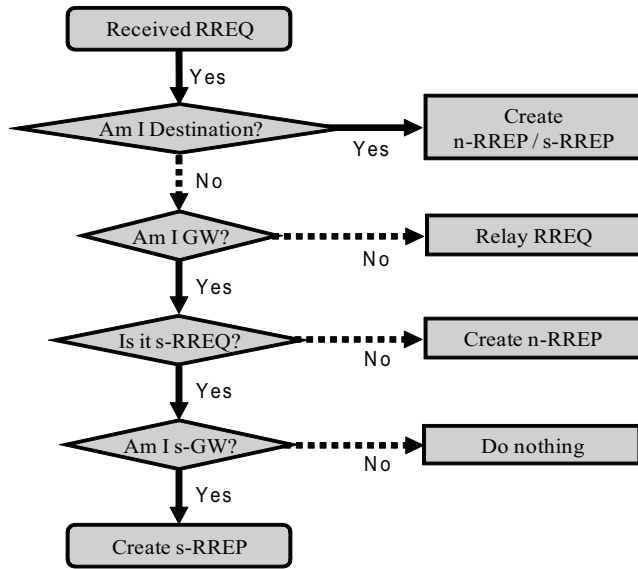 Received RREQ
Yes
Am I Destination?
Yes
Create
n-RREP / s-RREP
No
Am I GW?
No
Relay RREQ
Yes
Is it s-RREQ?
No
Create n-RREP
Yes
Am I s-GW?
No
Do nothing
Yes
Create s-RREP